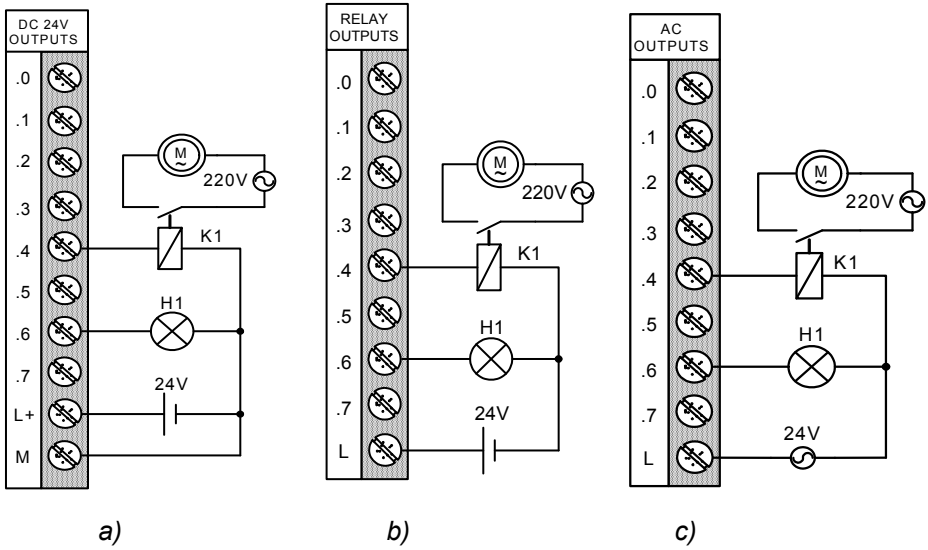 DC 24V
OUTPUTS
.0
.1
.2
.3
.4
.5
.6
.7
L+
M
M
~
220V
K1
H1
24V
a)
RELAY
OUTPUTS
.0
.1
.2
.3
.4
.5
.6
.7
L
M
~
220V
K1
H1
24V
b)
AC
OUTPUTS
.0
.1
.2
.3
.4
.5
.6
.7
L
M
~
220V
K1
H1
24V
c)